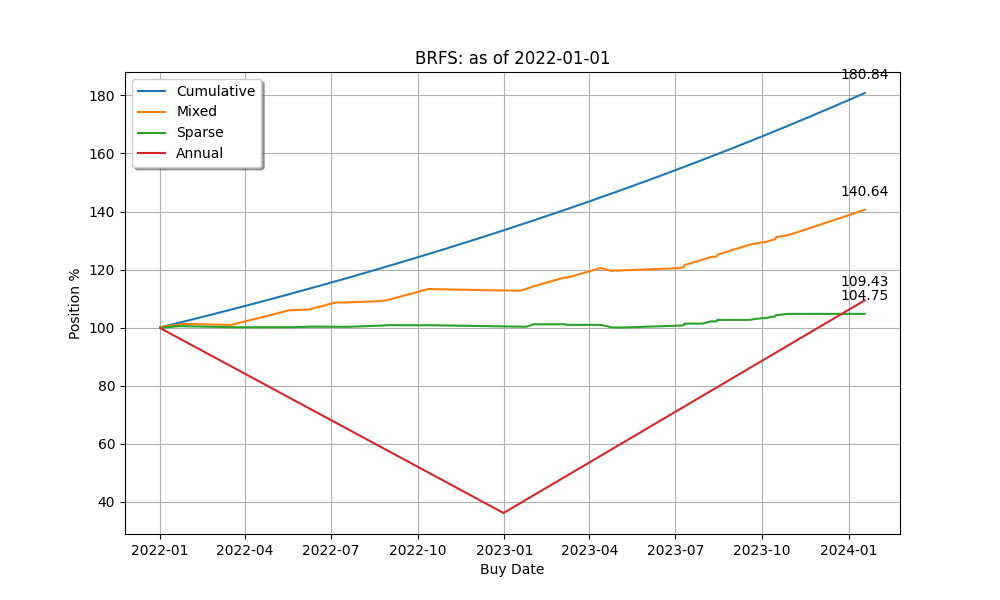 BRFS: as of 2022-01-01
Cumulative
Mixed
Sparse
Annual
180.84
140.64
109.43
104.75
Position %
180
160
140
120
100
80
60
40
2022-01 2022-04 2022-07 2022-10 2023-01 2023-04 2023-07 2023-10 2024-01
Buy Date